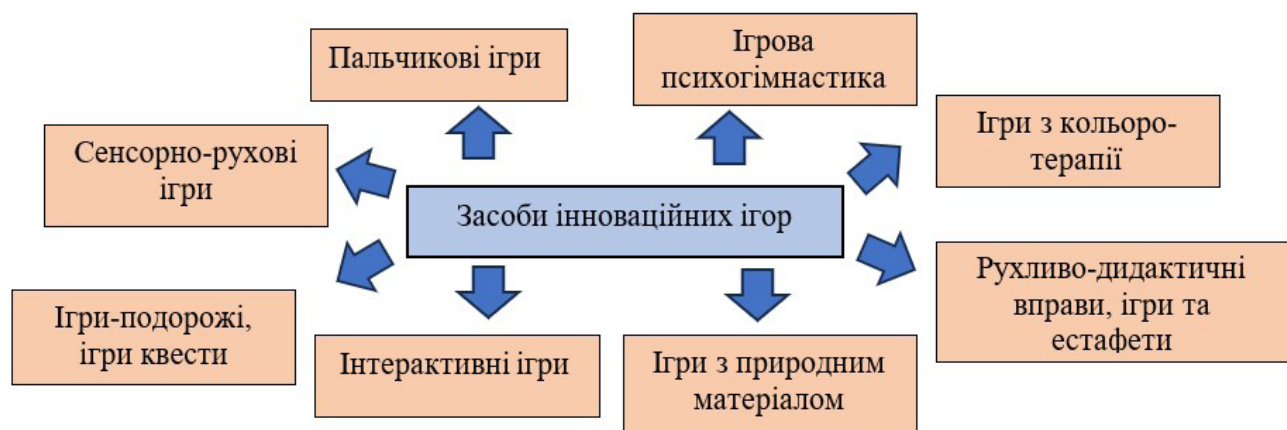 Пальчикові ігри
Ігрова
психогімнастика
Сенсорно-рухові
ігри
Ігри з кольоро-
терапії
Засоби інноваційних ігор
Ігри-подорожі,
ігри квести
Інтерактивні ігри
Ігри з природним
матеріалом
Рухливо-дидактичні
вправи, ігри та
естафети